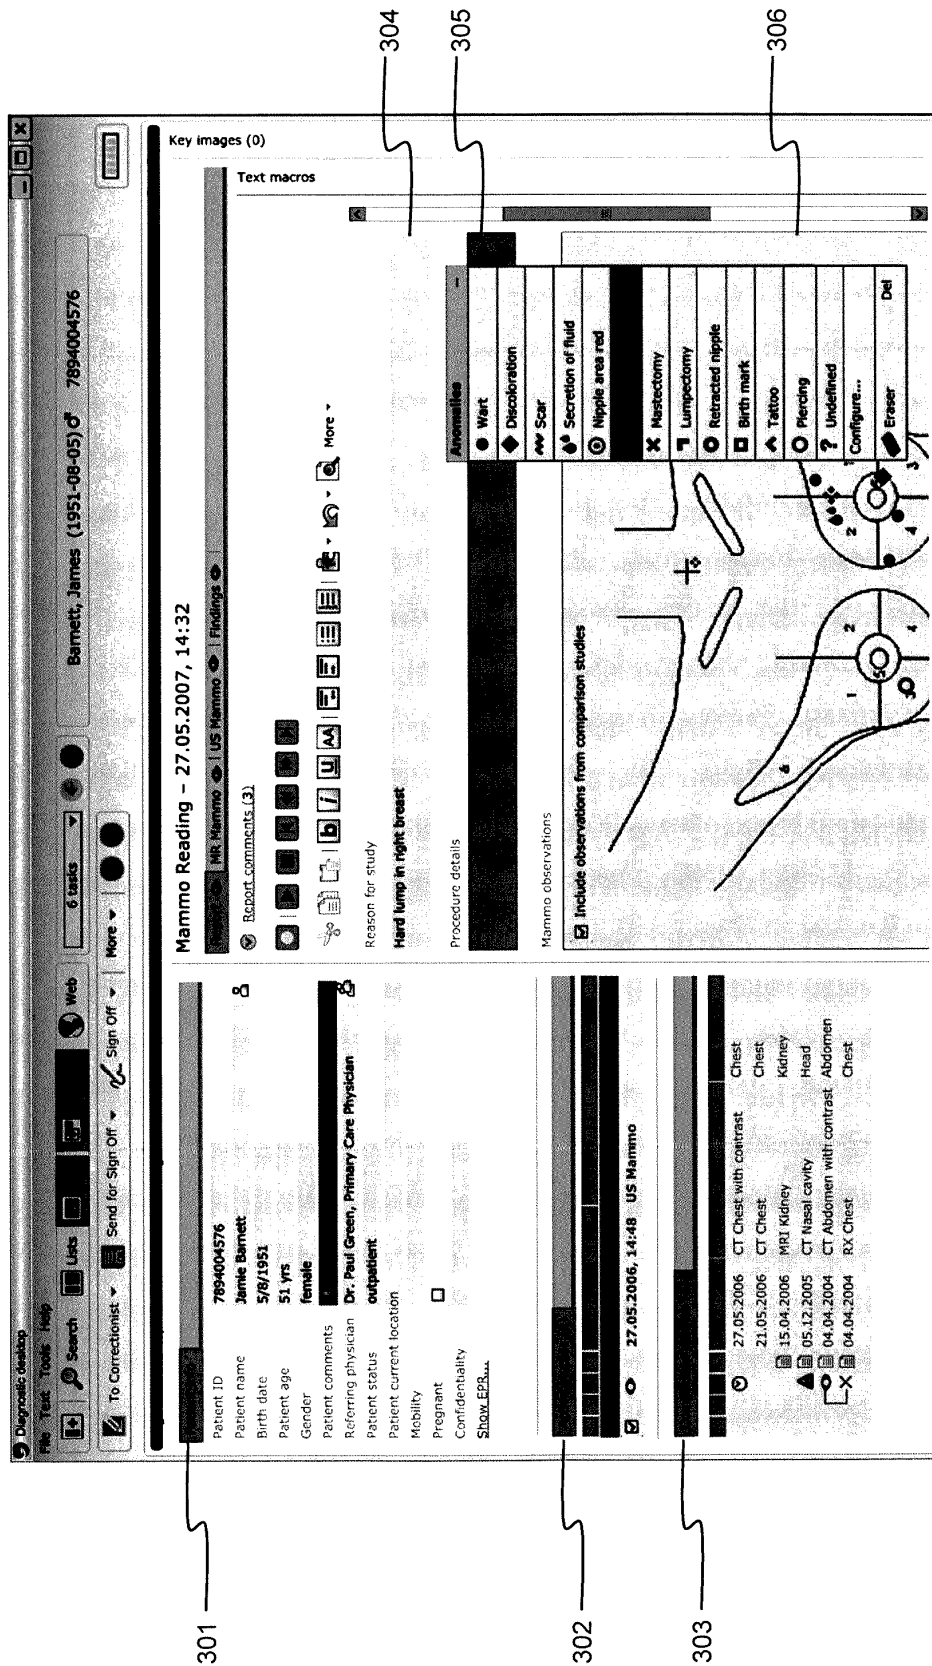 Diagnostic desktop
File Text Tools Help
Search
Lists
Web
6 tasks
Barnett, James (1951-08-05) ♂ 7894004576
To Correctionist
Send for Sign Off
Sign Off
More
Patient ID 7894004576
Patient name Jamie Barnett
Birth date 5/8/1951
Patient age 51 yrs
Gender female
Patient comments
Referring physician Dr. Paul Green, Primary Care Physician
Patient status outpatient
Patient current location
Mobility
Pregnant
Confidentiality
Show EPR...
27.05.2006, 14:48 US Mammo
27.05.2006 CT Chest with contrast Chest
21.05.2006 CT Chest Chest
15.04.2006 MRI Kidney Kidney
05.12.2005 CT Nasal cavity Head
04.04.2004 CT Abdomen with contrast Abdomen
04.04.2004 RX Chest Chest
Mammo Reading – 27.05.2007, 14:32
MR Mammo
US Mammo
Findings
Report comments (3)
b i u AA
More
Reason for study
Hard lump in right breast
Procedure details
Mammo observations
Include observations from comparison studies
Key images (0)
Text macros
Anomalies
Wart
Discoloration
Scar
Secretion of fluid
Nipple area red
Mastectomy
Lumpectomy
Retracted nipple
Birth mark
Tattoo
Piercing
? Undefined
Configure...
Eraser Del
1 2
4
5
6
2
3
4
301
302
303
304
305
306